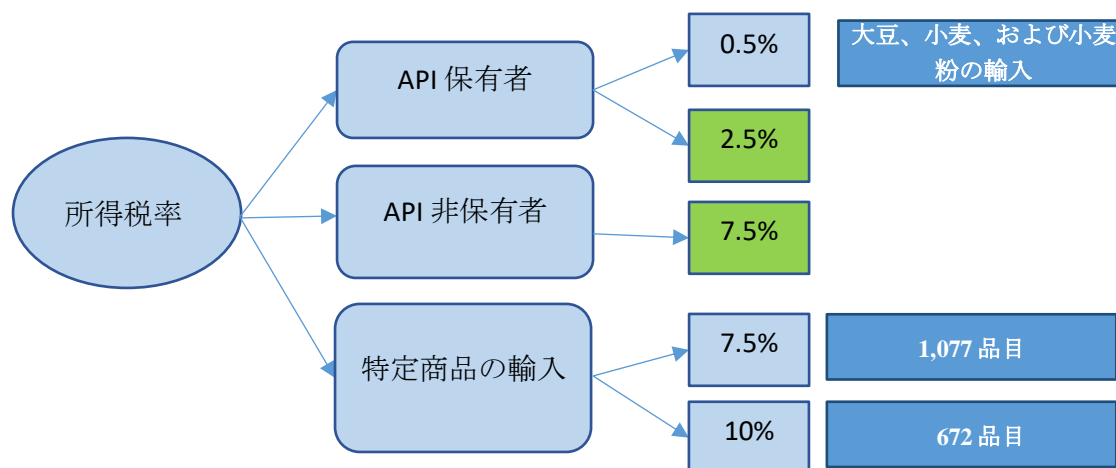 所得税率
API 保有者
0.5%
大豆、小麦、および小麦
粉の輸入
2.5%
API 非保有者
7.5%
特定商品の輸入
7.5%
1,077 品目
10%
672 品目